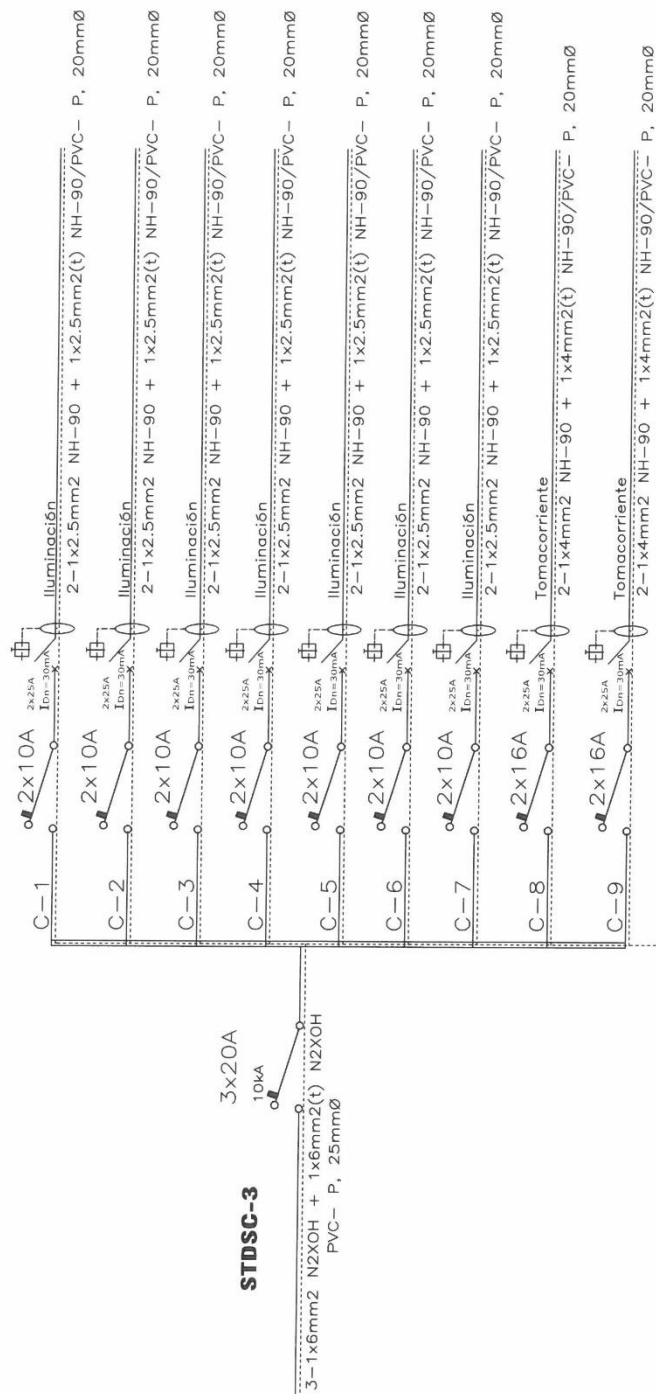 STDSC-3
3x20A
10kA
3-1x6mm2 N2XOH + 1x6mm2(t) N2XOH
PVC- P, 25mmØ
C-1
2x10A
2x25A
IDn=30mA
Iluminación
2-1x2.5mm2 NH-90 + 1x2.5mm2(t) NH-90/PVC- P, 20mmØ
C-2
2x10A
2x25A
IDn=30mA
Iluminación
2-1x2.5mm2 NH-90 + 1x2.5mm2(t) NH-90/PVC- P, 20mmØ
C-3
2x10A
2x25A
IDn=30mA
Iluminación
2-1x2.5mm2 NH-90 + 1x2.5mm2(t) NH-90/PVC- P, 20mmØ
C-4
2x10A
2x25A
IDn=30mA
Iluminación
2-1x2.5mm2 NH-90 + 1x2.5mm2(t) NH-90/PVC- P, 20mmØ
C-5
2x10A
2x25A
IDn=30mA
Iluminación
2-1x2.5mm2 NH-90 + 1x2.5mm2(t) NH-90/PVC- P, 20mmØ
C-6
2x10A
2x25A
IDn=30mA
Iluminación
2-1x2.5mm2 NH-90 + 1x2.5mm2(t) NH-90/PVC- P, 20mmØ
C-7
2x10A
2x25A
IDn=30mA
Iluminación
2-1x2.5mm2 NH-90 + 1x2.5mm2(t) NH-90/PVC- P, 20mmØ
C-8
2x16A
2x25A
IDn=30mA
Tomacorriente
2-1x4mm2 NH-90 + 1x4mm2(t) NH-90/PVC- P, 20mmØ
C-9
2x16A
2x25A
IDn=30mA
Tomacorriente
2-1x4mm2 NH-90 + 1x4mm2(t) NH-90/PVC- P, 20mmØ